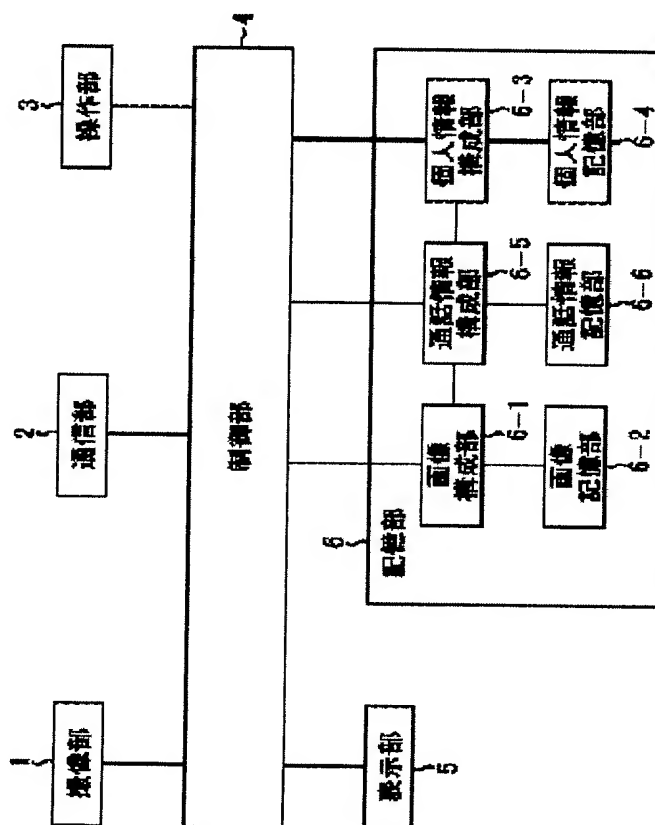 1
撮像部
2
通信部
3
操作部
4
制御部
5
表示部
6
記憶部
画像
構成部
6-1
画像
記憶部
6-2
通話情報
構成部
6-5
通話情報
記憶部
6-6
個人情報
構成部
6-3
個人情報
記憶部
6-4